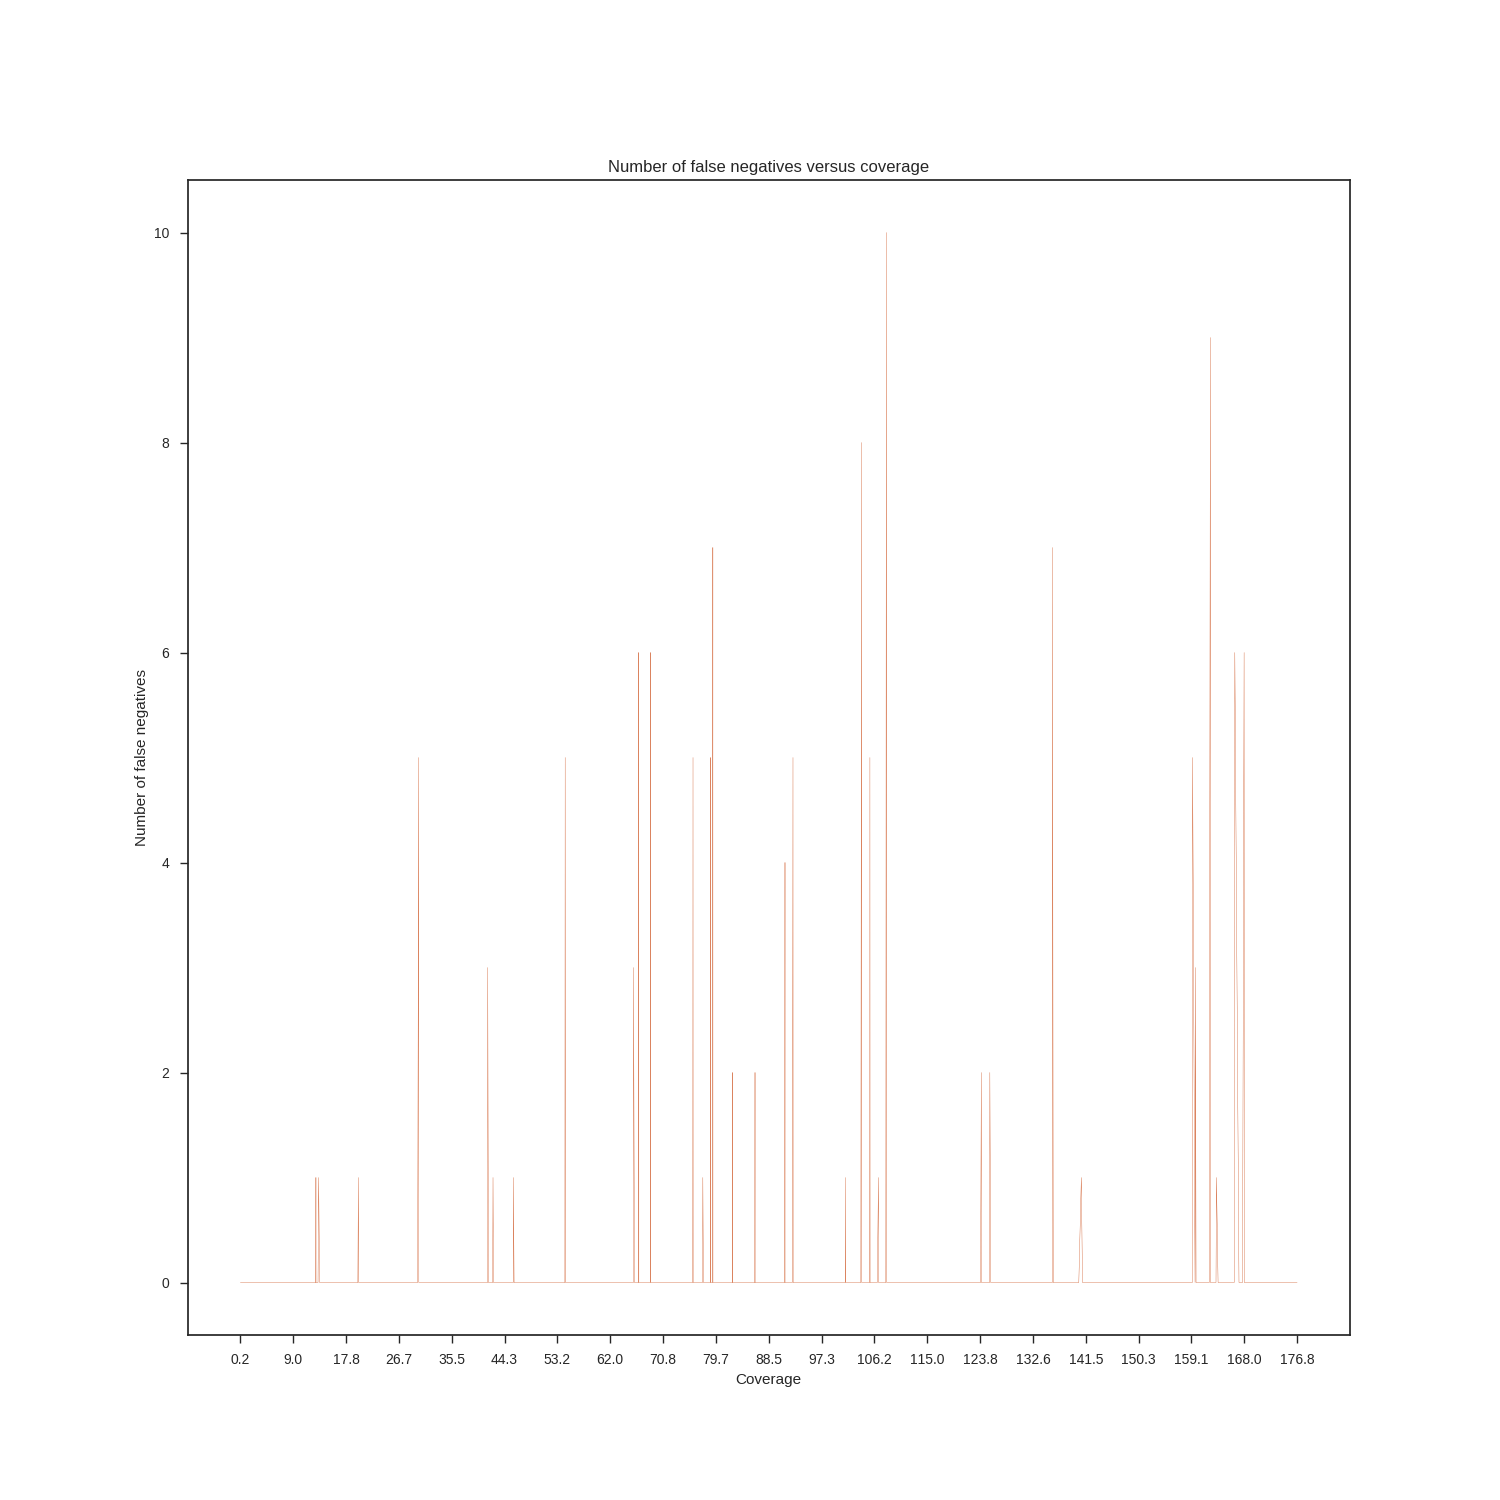 Number of false negatives versus coverage
10
8
6
4
2
0
Number of false negatives
0.2 9.0 17.8 26.7 35.5 44.3 53.2 62.0 70.8 79.7 88.5 97.3 106.2 115.0 123.8 132.6 141.5 150.3 159.1 168.0 176.8
Coverage